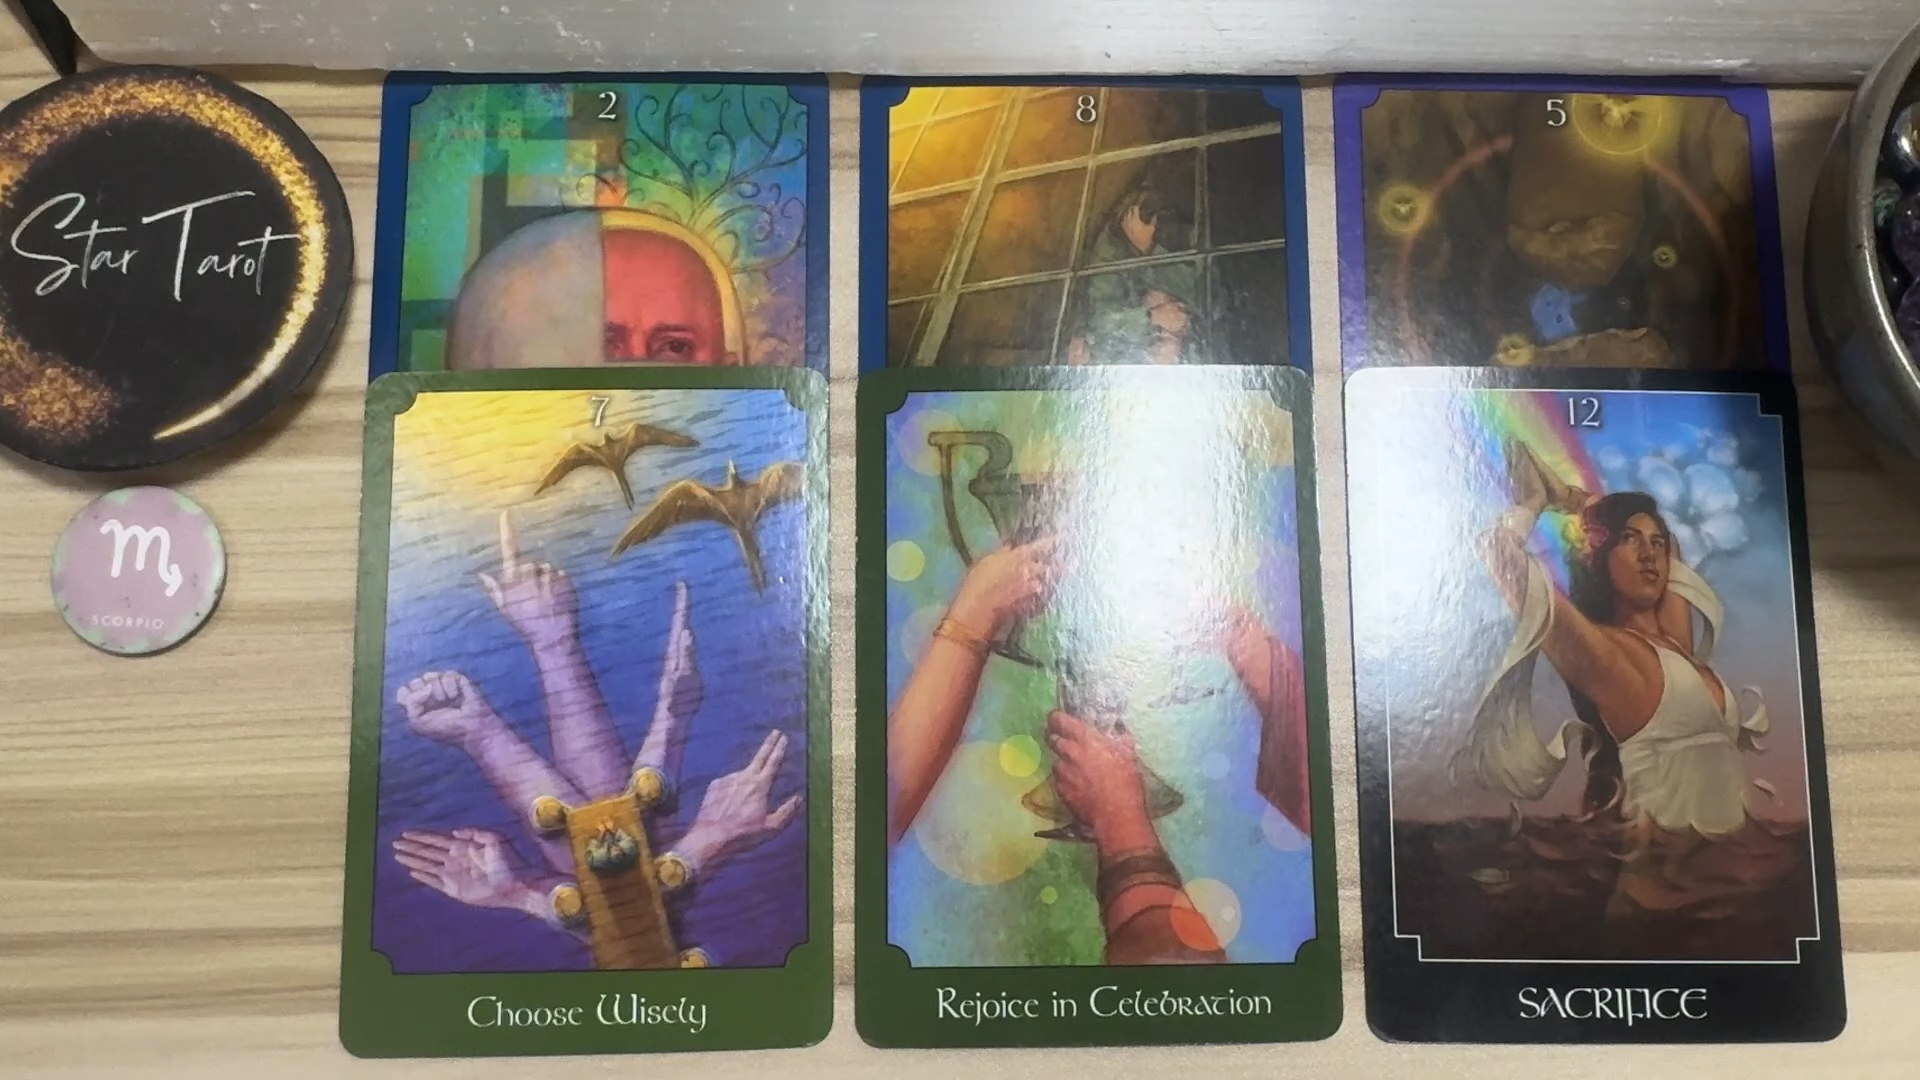 Star Tarot
SCORPIO
2
8
5
7
12
Choose Wisely
Rejoice in Celebration
SACRIFICE